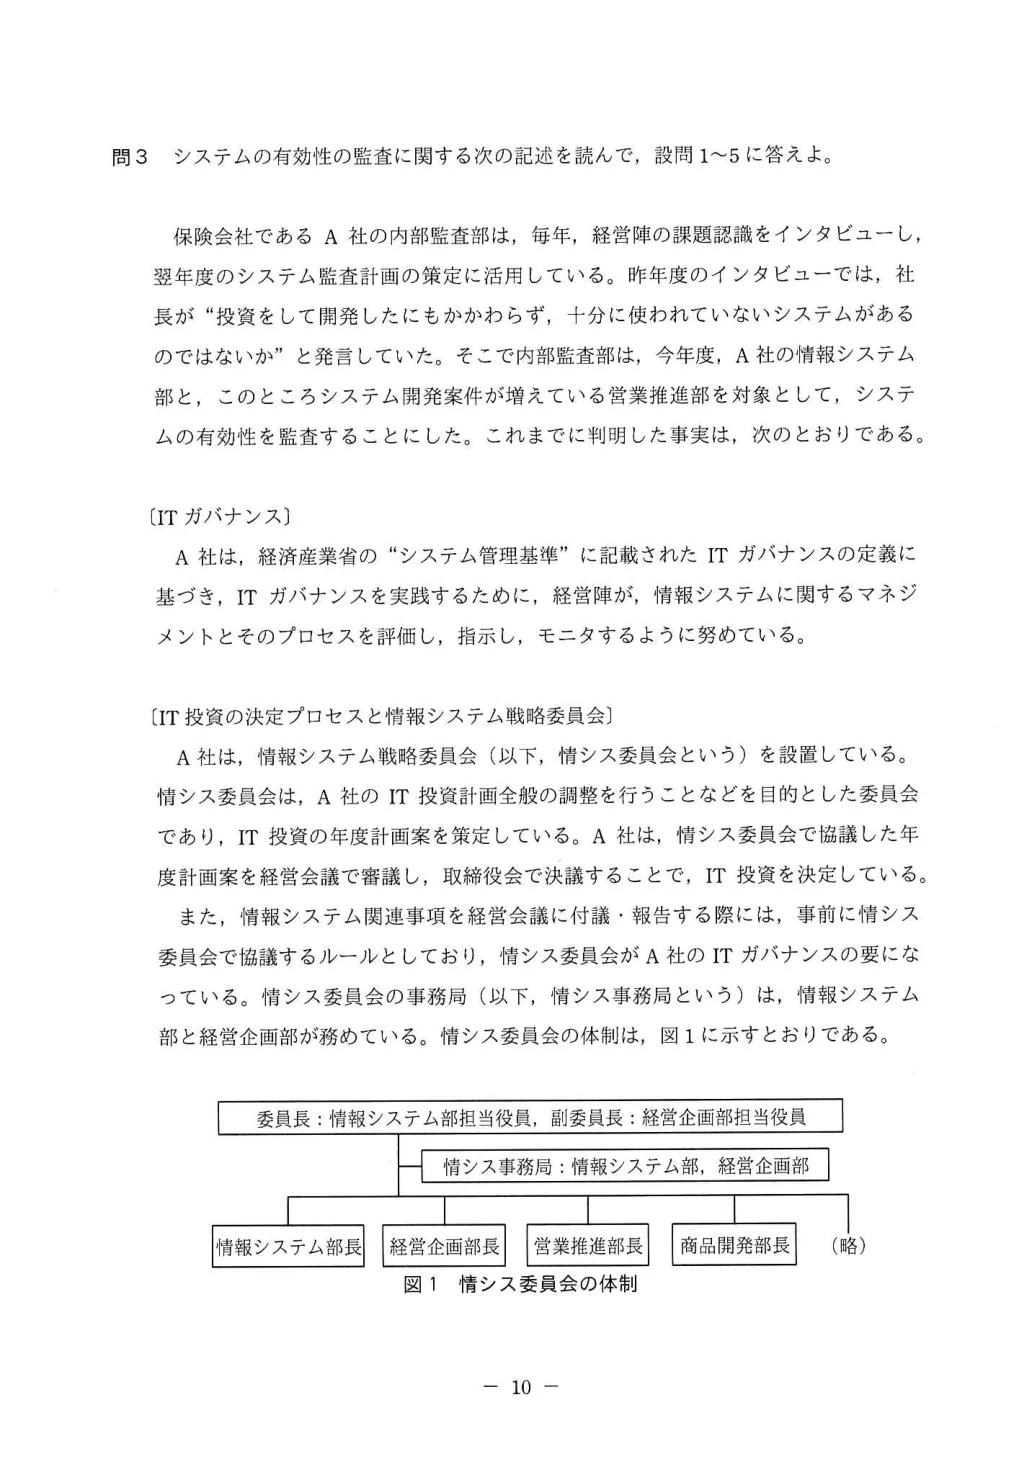 問3 システムの有効性の監査に関する次の記述を読んで，設問1～5に答えよ。
保険会社である A 社の内部監査部は，毎年，経営陣の課題認識をインタビューし，
翌年度のシステム監査計画の策定に活用している。昨年度のインタビューでは，社
長が“投資をして開発したにもかかわらず，十分に使われていないシステムがある
のではないか”と発言していた。そこで内部監査部は，今年度，A 社の情報システム
部と，このところシステム開発案件が増えている営業推進部を対象として，システ
ムの有効性を監査することにした。これまでに判明した事実は，次のとおりである。
〔IT ガバナンス〕
A 社は，経済産業省の“システム管理基準”に記載された IT ガバナンスの定義に
基づき，IT ガバナンスを実践するために，経営陣が，情報システムに関するマネジ
メントとそのプロセスを評価し，指示し，モニタするように努めている。
〔IT 投資の決定プロセスと情報システム戦略委員会〕
A 社は，情報システム戦略委員会（以下，情シス委員会という）を設置している。
情シス委員会は，A 社の IT 投資計画全般の調整を行うことなどを目的とした委員会
であり，IT 投資の年度計画案を策定している。A 社は，情シス委員会で協議した年
度計画案を経営会議で審議し，取締役会で決議することで，IT 投資を決定している。
また，情報システム関連事項を経営会議に付議・報告する際には，事前に情シス
委員会で協議するルールとしており，情シス委員会が A 社の IT ガバナンスの要にな
っている。情シス委員会の事務局（以下，情シス事務局という）は，情報システム
部と経営企画部が務めている。情シス委員会の体制は，図 1 に示すとおりである。
委員長：情報システム部担当役員，副委員長：経営企画部担当役員
情シス事務局：情報システム部，経営企画部
情報システム部長 経営企画部長 営業推進部長 商品開発部長 （略）
図 1 情シス委員会の体制
－ 10 －